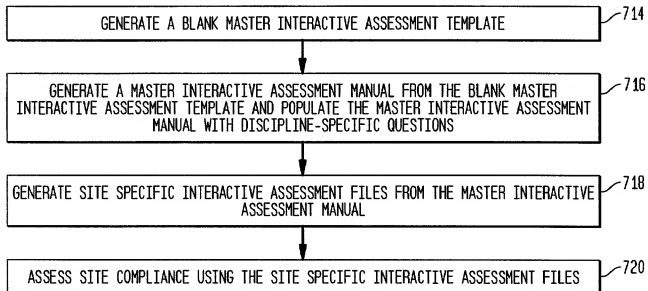 GENERATE A BLANK MASTER INTERACTIVE ASSESSMENT TEMPLATE
714
GENERATE A MASTER INTERACTIVE ASSESSMENT MANUAL FROM THE BLANK MASTER
INTERACTIVE ASSESSMENT TEMPLATE AND POPULATE THE MASTER INTERACTIVE ASSESSMENT
MANUAL WITH DISCIPLINE-SPECIFIC QUESTIONS
716
GENERATE SITE SPECIFIC INTERACTIVE ASSESSMENT FILES FROM THE MASTER INTERACTIVE
ASSESSMENT MANUAL
718
ASSESS SITE COMPLIANCE USING THE SITE SPECIFIC INTERACTIVE ASSESSMENT FILES
720